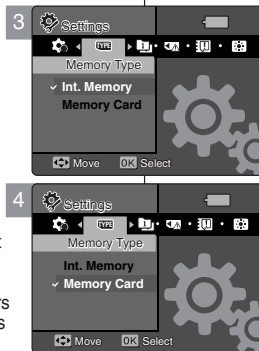 3
Settings
TYPE
Memory Type
Int. Memory
Memory Card
Move OK Select
4
Settings
TYPE
Memory Type
Int. Memory
Memory Card
Move OK Select
t
rs
s